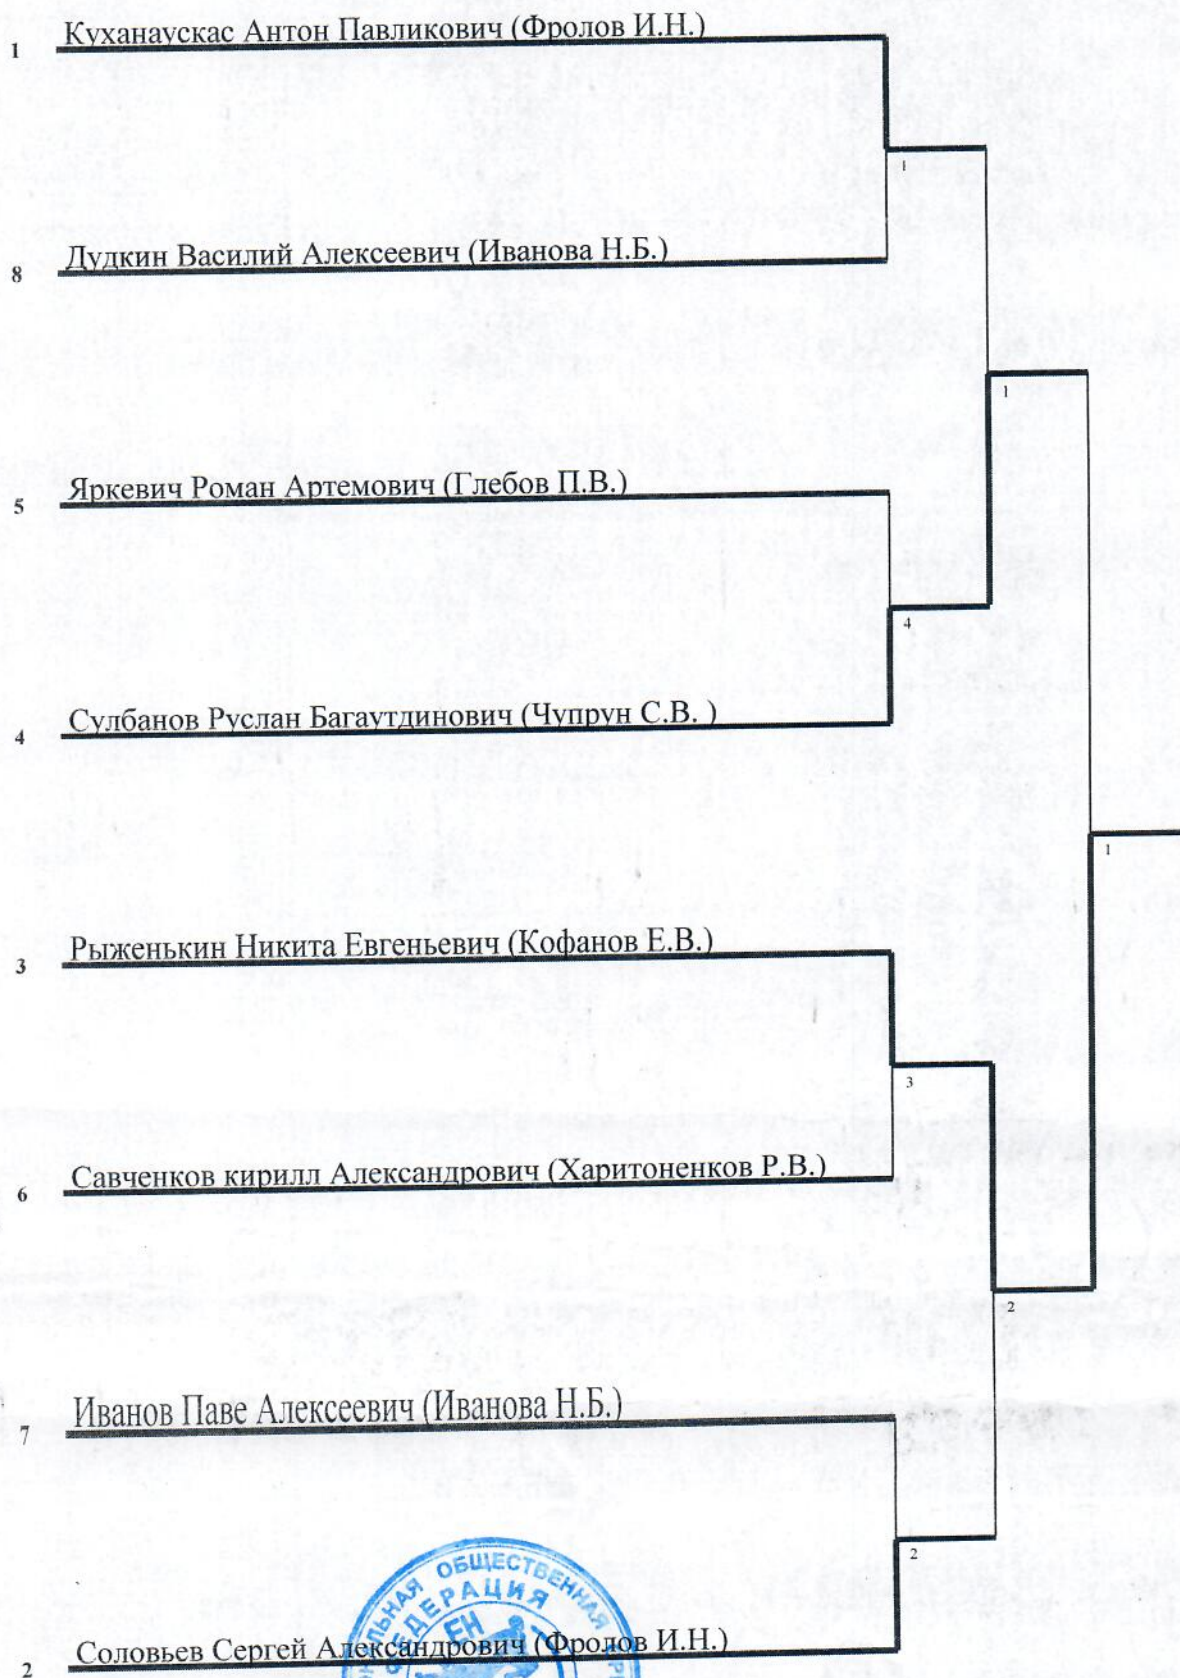 1 Куханаускас Антон Павликович (Фролов И.Н.)
1
8 Дудкин Василий Алексеевич (Иванова Н.Б.)
1
5 Яркевич Роман Артемович (Глебов П.В.)
4
4 Сулбанов Руслан Багаутдинович (Чупрун С.В. )
1
3 Рыженькин Никита Евгеньевич (Кофанов Е.В.)
3
6 Савченков кирилл Александрович (Харитоненков Р.В.)
2
7 Иванов Паве Алексеевич (Иванова Н.Б.)
2
ОБЩЕСТВЕННАЯ
2 Соловьев Сергей Александрович (Фролов И.Н.)